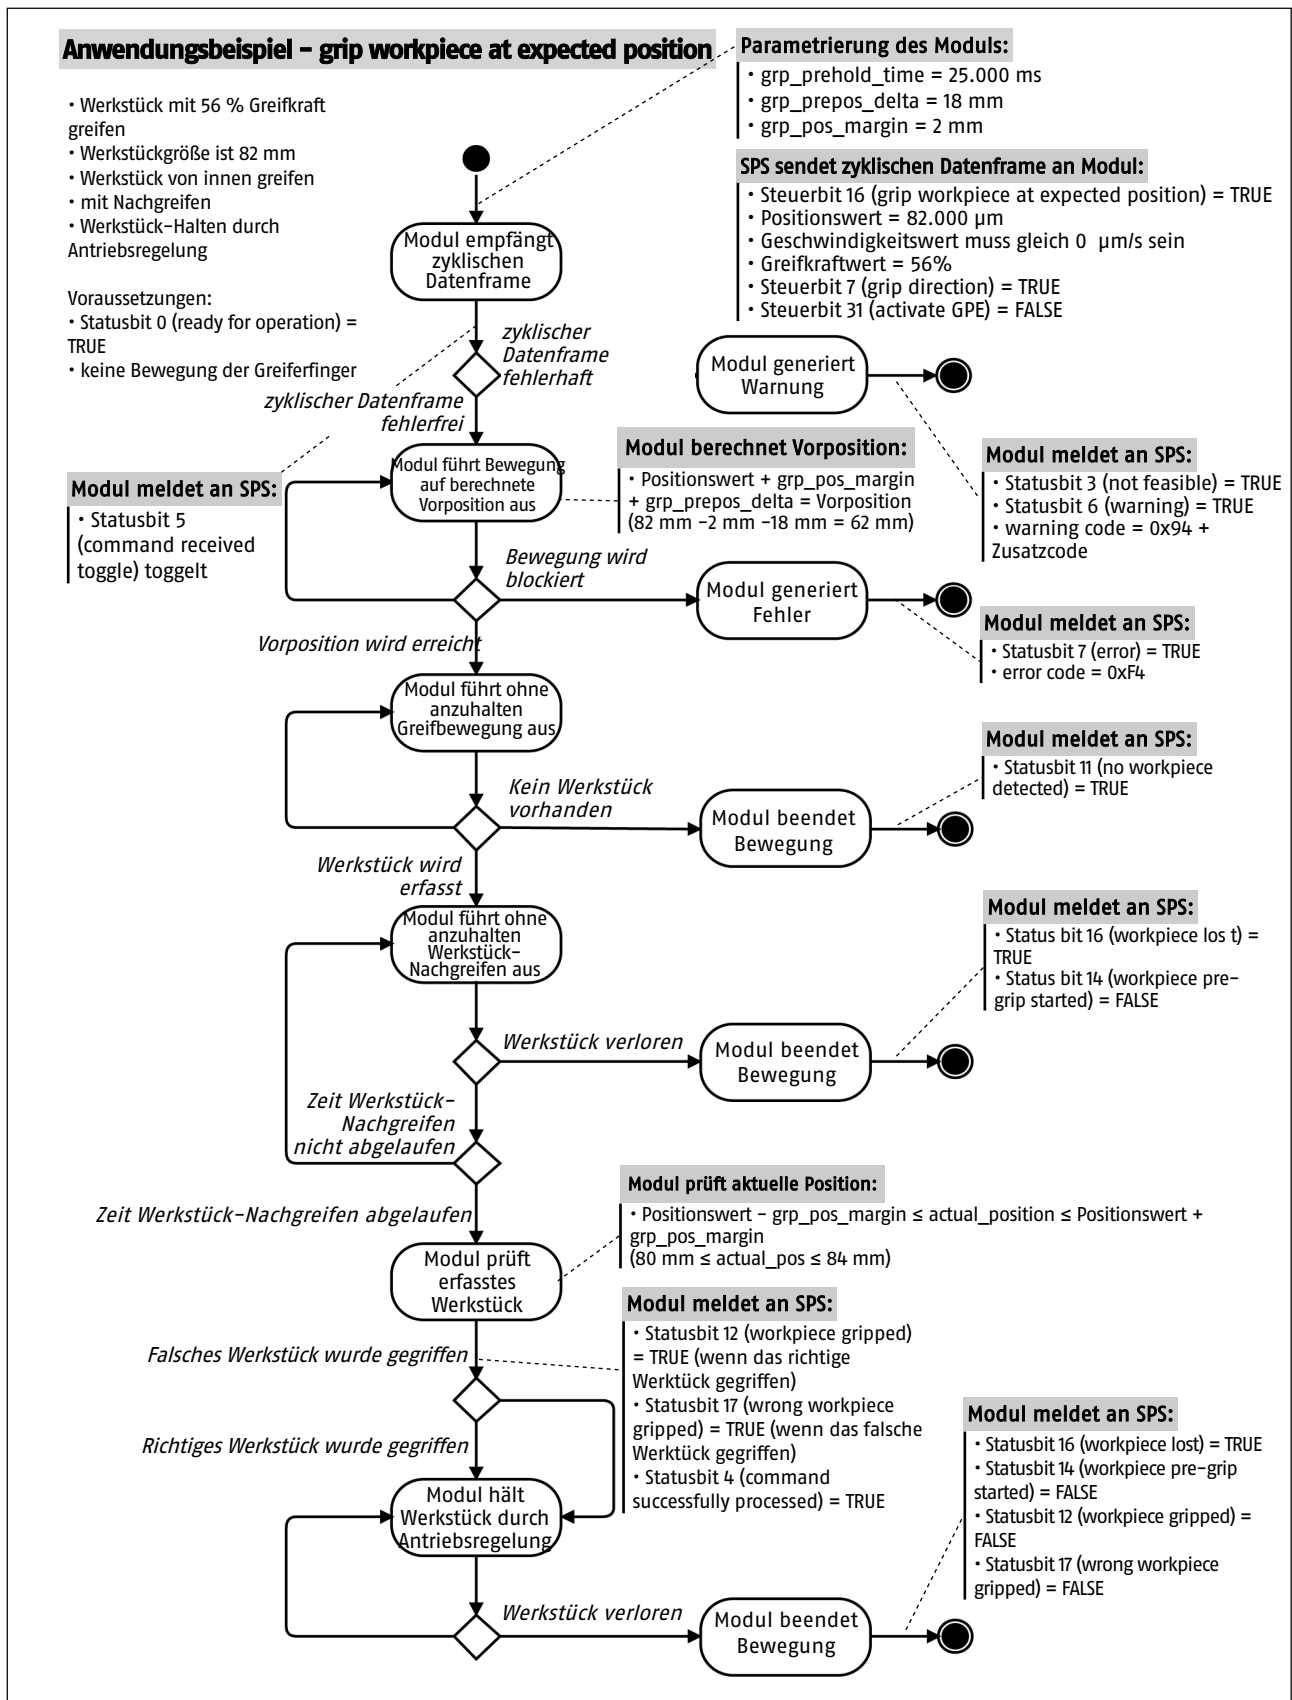 Anwendungsbeispiel – grip workpiece at expected position
• Werkstück mit 56 % Greifkraft
greifen
• Werkstückgröße ist 82 mm
• Werkstück von innen greifen
• mit Nachgreifen
• Werkstück-Halten durch
Antriebsregelung
Voraussetzungen:
• Statusbit 0 (ready for operation) =
TRUE
• keine Bewegung der Greiferfinger
Parametrierung des Moduls:
• grp_prehold_time = 25.000 ms
• grp_prepos_delta = 18 mm
• grp_pos_margin = 2 mm
SPS sendet zyklischen Datenframe an Modul:
• Steuerbit 16 (grip workpiece at expected position) = TRUE
• Positionswert = 82.000 µm
• Geschwindigkeitswert muss gleich 0 µm/s sein
• Greifkraftwert = 56%
• Steuerbit 7 (grip direction) = TRUE
• Steuerbit 31 (activate GPE) = FALSE
Modul empfängt
zyklischen
Datenframe
zyklischer
Datenframe
fehlerhaft
Modul generiert
Warnung
zyklischer Datenframe
fehlerfrei
Modul meldet an SPS:
• Statusbit 3 (not feasible) = TRUE
• Statusbit 6 (warning) = TRUE
• warning code = 0x94 +
Zusatzcode
Modul meldet an SPS:
• Statusbit 5
(command received
toggle) toggelt
Modul führt Bewegung
auf berechnete
Vorposition aus
Modul berechnet Vorposition:
• Positionswert + grp_pos_margin
+ grp_prepos_delta = Vorposition
(82 mm –2 mm –18 mm = 62 mm)
Bewegung wird
blockiert
Modul generiert
Fehler
Modul meldet an SPS:
• Statusbit 7 (error) = TRUE
• error code = 0xF4
Vorposition wird erreicht
Modul führt ohne
anzuhalten
Greifbewegung aus
Kein Werkstück
vorhanden
Modul beendet
Bewegung
Modul meldet an SPS:
• Statusbit 11 (no workpiece
detected) = TRUE
Werkstück wird
erfasst
Modul führt ohne
anzuhalten
Werkstück-
Nachgreifen aus
Werkstück verloren
Modul beendet
Bewegung
Modul meldet an SPS:
• Status bit 16 (workpiece los t) =
TRUE
• Status bit 14 (workpiece pre-
grip started) = FALSE
Zeit Werkstück-
Nachgreifen
nicht abgelaufen
Zeit Werkstück-Nachgreifen abgelaufen
Modul prüft
erfasstes
Werkstück
Modul prüft aktuelle Position:
• Positionswert – grp_pos_margin ≤ actual_position ≤ Positionswert +
grp_pos_margin
(80 mm ≤ actual_pos ≤ 84 mm)
Modul meldet an SPS:
• Statusbit 12 (workpiece gripped)
= TRUE (wenn das richtige
Werktück gegriffen)
• Statusbit 17 (wrong workpiece
gripped) = TRUE (wenn das falsche
Werktück gegriffen)
• Statusbit 4 (command
successfully processed) = TRUE
Falsches Werkstück wurde gegriffen
Richtiges Werkstück wurde gegriffen
Modul hält
Werkstück durch
Antriebsregelung
Werkstück verloren
Modul beendet
Bewegung
Modul meldet an SPS:
• Statusbit 16 (workpiece lost) = TRUE
• Statusbit 14 (workpiece pre-grip
started) = FALSE
• Statusbit 12 (workpiece gripped) =
FALSE
• Statusbit 17 (wrong workpiece
gripped) = FALSE